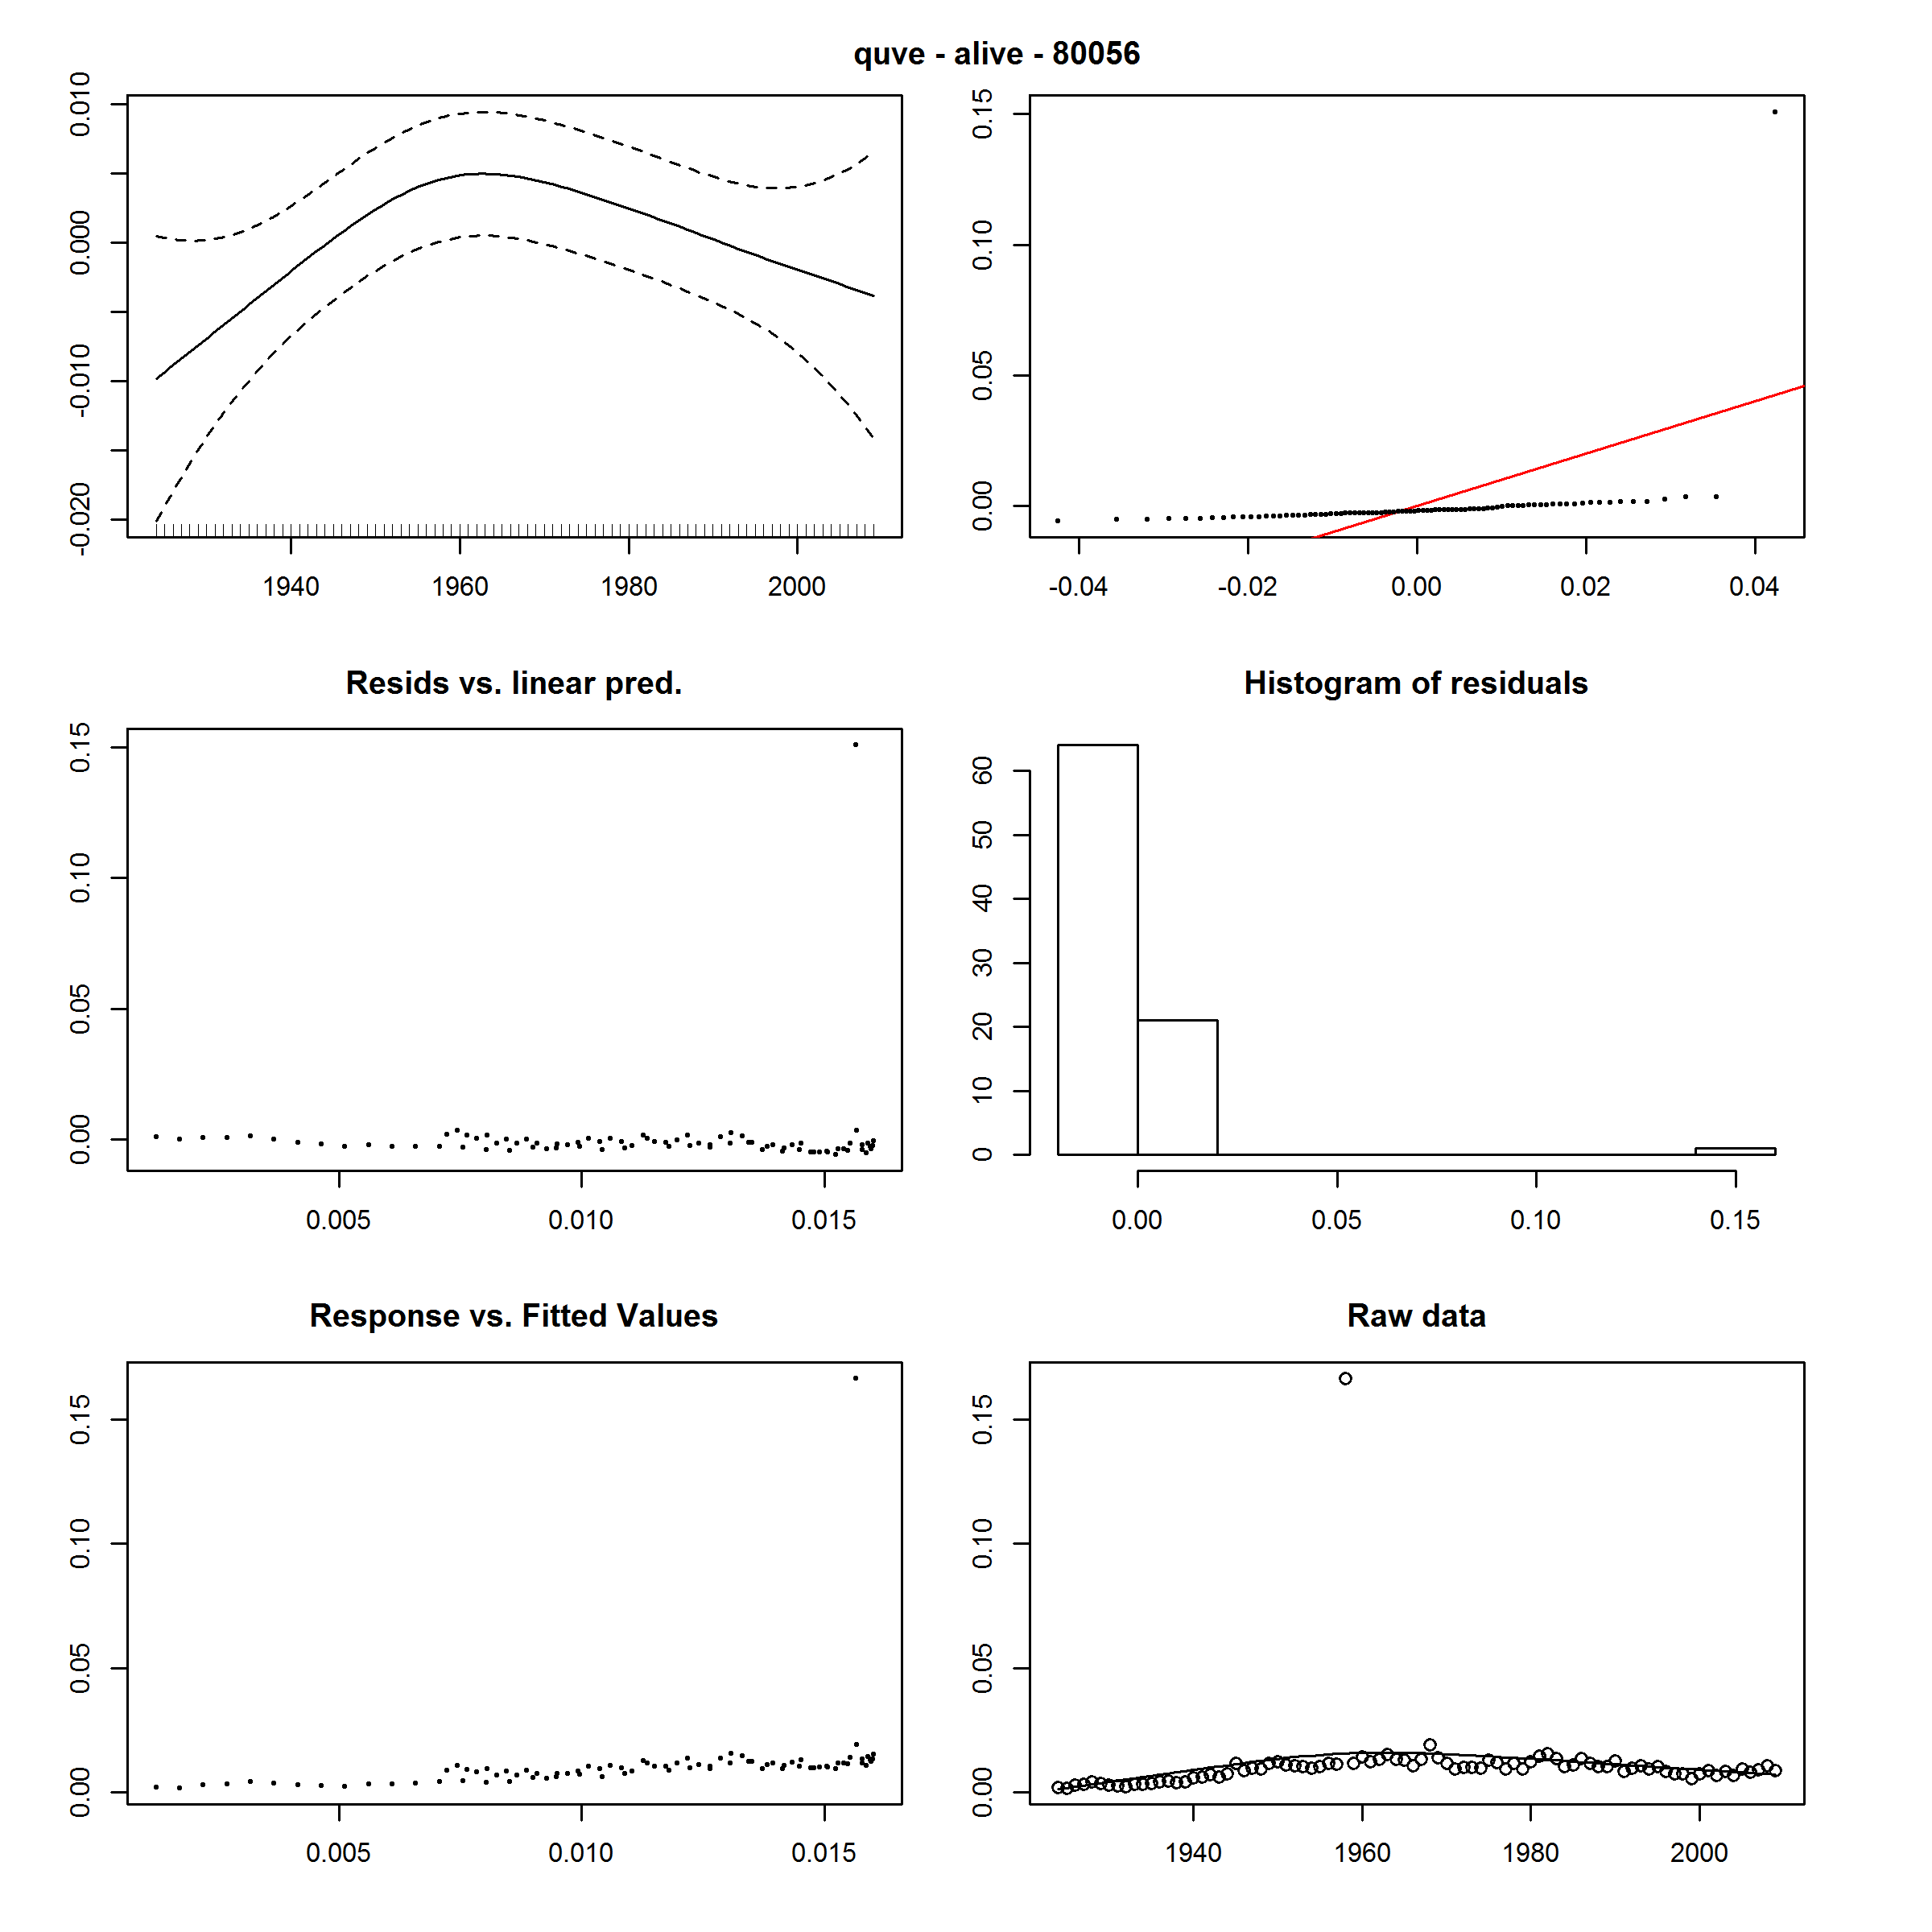 quve - alive - 80056
0.010
0.000
-0.010
-0.020
1940 1960 1980 2000
0.15
0.10
0.05
0.00
-0.04 -0.02 0.00 0.02 0.04
Resids vs. linear pred.
0.15
0.10
0.05
0.00
0.005 0.010 0.015
Histogram of residuals
60
50
40
30
20
10
0
0.00 0.05 0.10 0.15
Response vs. Fitted Values
0.15
0.10
0.05
0.00
0.005 0.010 0.015
Raw data
0.15
0.10
0.05
0.00
1940 1960 1980 2000